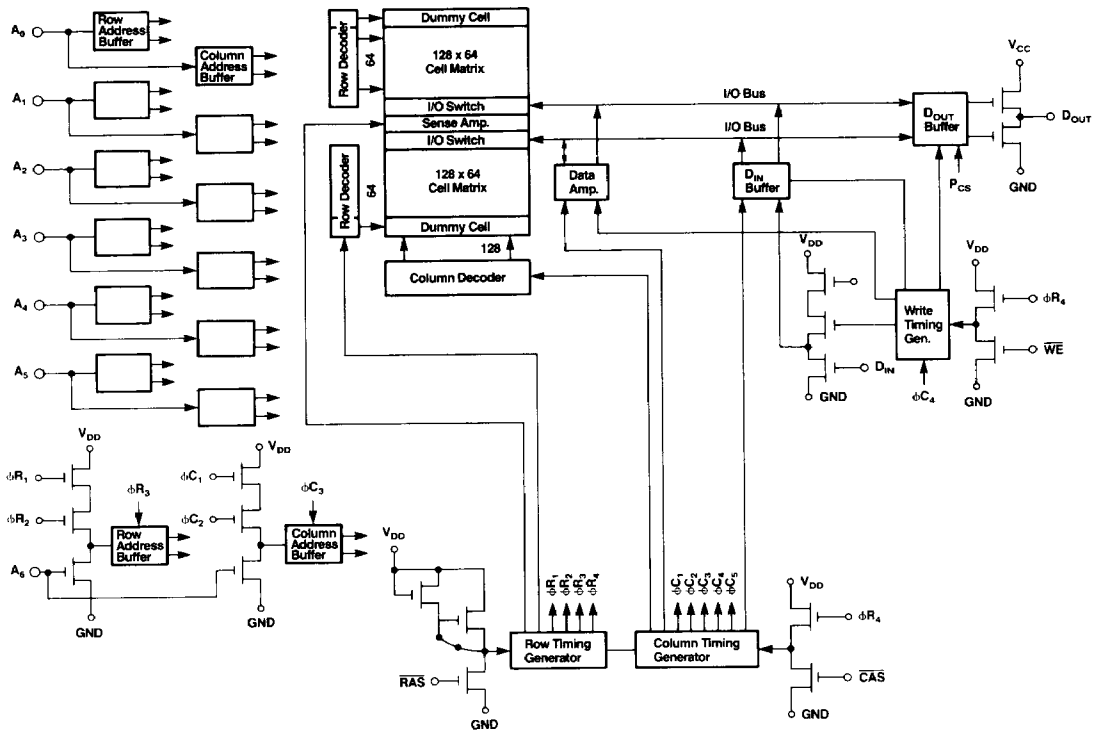 A0
Row
Address
Buffer
Column
Address
Buffer
A1
A2
A3
A4
A5
Row Decoder
64
Dummy Cell
128 x 64
Cell Matrix
I/O Switch
Sense Amp.
I/O Switch
128 x 64
Cell Matrix
Dummy Cell
Row Decoder
64
128
Column Decoder
I/O Bus
I/O Bus
Data
Amp.
DIN
Buffer
DOUT
Buffer
PCS
VCC
DOUT
GND
VDD
DIN
GND
Write
Timing
Gen.
ϕC4
VDD
ϕR4
WE
GND
VDD
ϕR1
ϕR2
ϕR3
Row
Address
Buffer
A6
GND
VDD
ϕC1
ϕC2
ϕC3
Column
Address
Buffer
GND
VDD
RAS
GND
ϕR1
ϕR2
ϕR3
ϕR4
Row Timing
Generator
ϕC1
ϕC2
ϕC3
ϕC4
ϕC5
Column Timing
Generator
VDD
ϕR4
CAS
GND